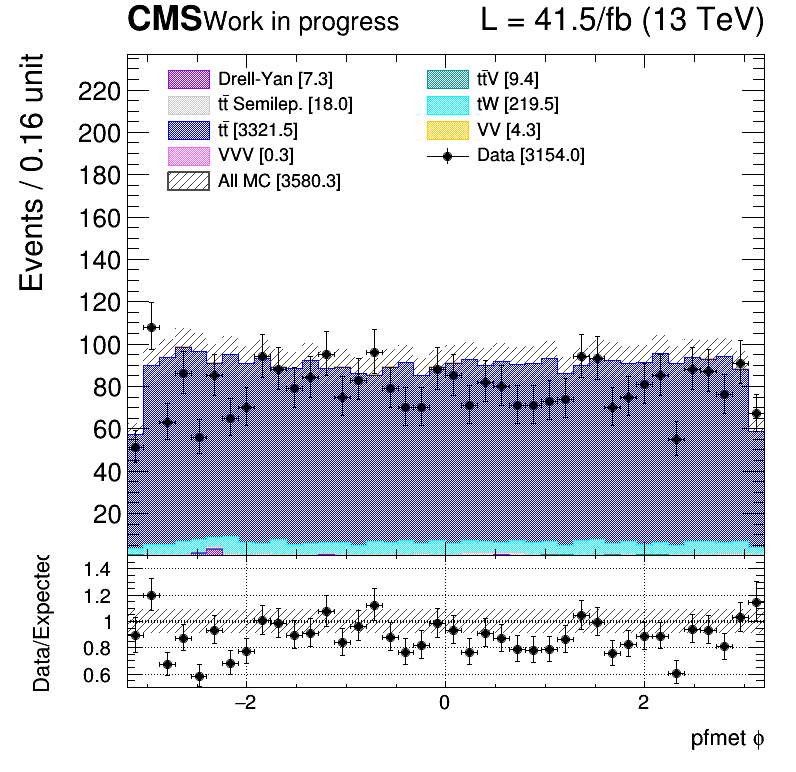 CMS Work in progress L = 41.5/fb (13 TeV)
Events / 0.16 unit
Drell-Yan [7.3]
tt̄ Semilep. [18.0]
tt̄ [3321.5]
VVV [0.3]
All MC [3580.3]
tt̄V [9.4]
tW [219.5]
VV [4.3]
Data [3154.0]
220
200
180
160
140
120
100
80
60
40
20
Data/Expected
1.4
1.2
1
0.8
0.6
−2 0 2
pfmet ϕ